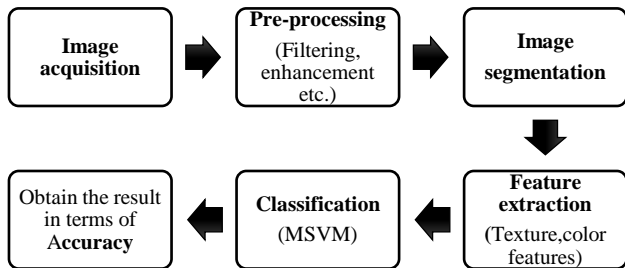 Image
acquisition
Pre-processing
(Filtering,
enhancement
etc.)
Image
segmentation
Feature
extraction
(Texture,color
features)
Classification
(MSVM)
Obtain the result
in terms of
Accuracy